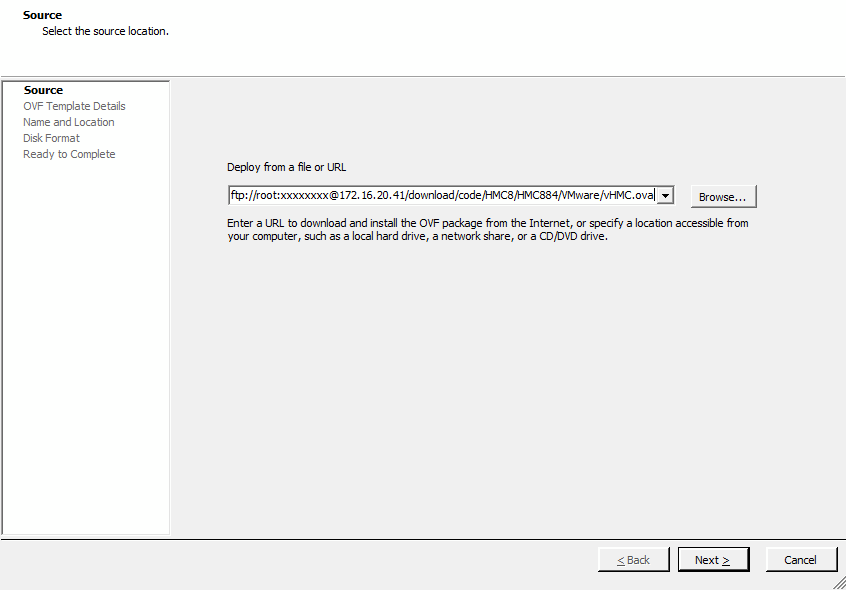 Source
Select the source location.
Source
OVF Template Details
Name and Location
Disk Format
Ready to Complete
Deploy from a file or URL
ftp://root:xxxxxxxx@172.16.20.41/download/code/HMC8/HMC884/VMware/vHMC.ova
Browse...
Enter a URL to download and install the OVF package from the Internet, or specify a location accessible from
your computer, such as a local hard drive, a network share, or a CD/DVD drive.
< Back
Next >
Cancel